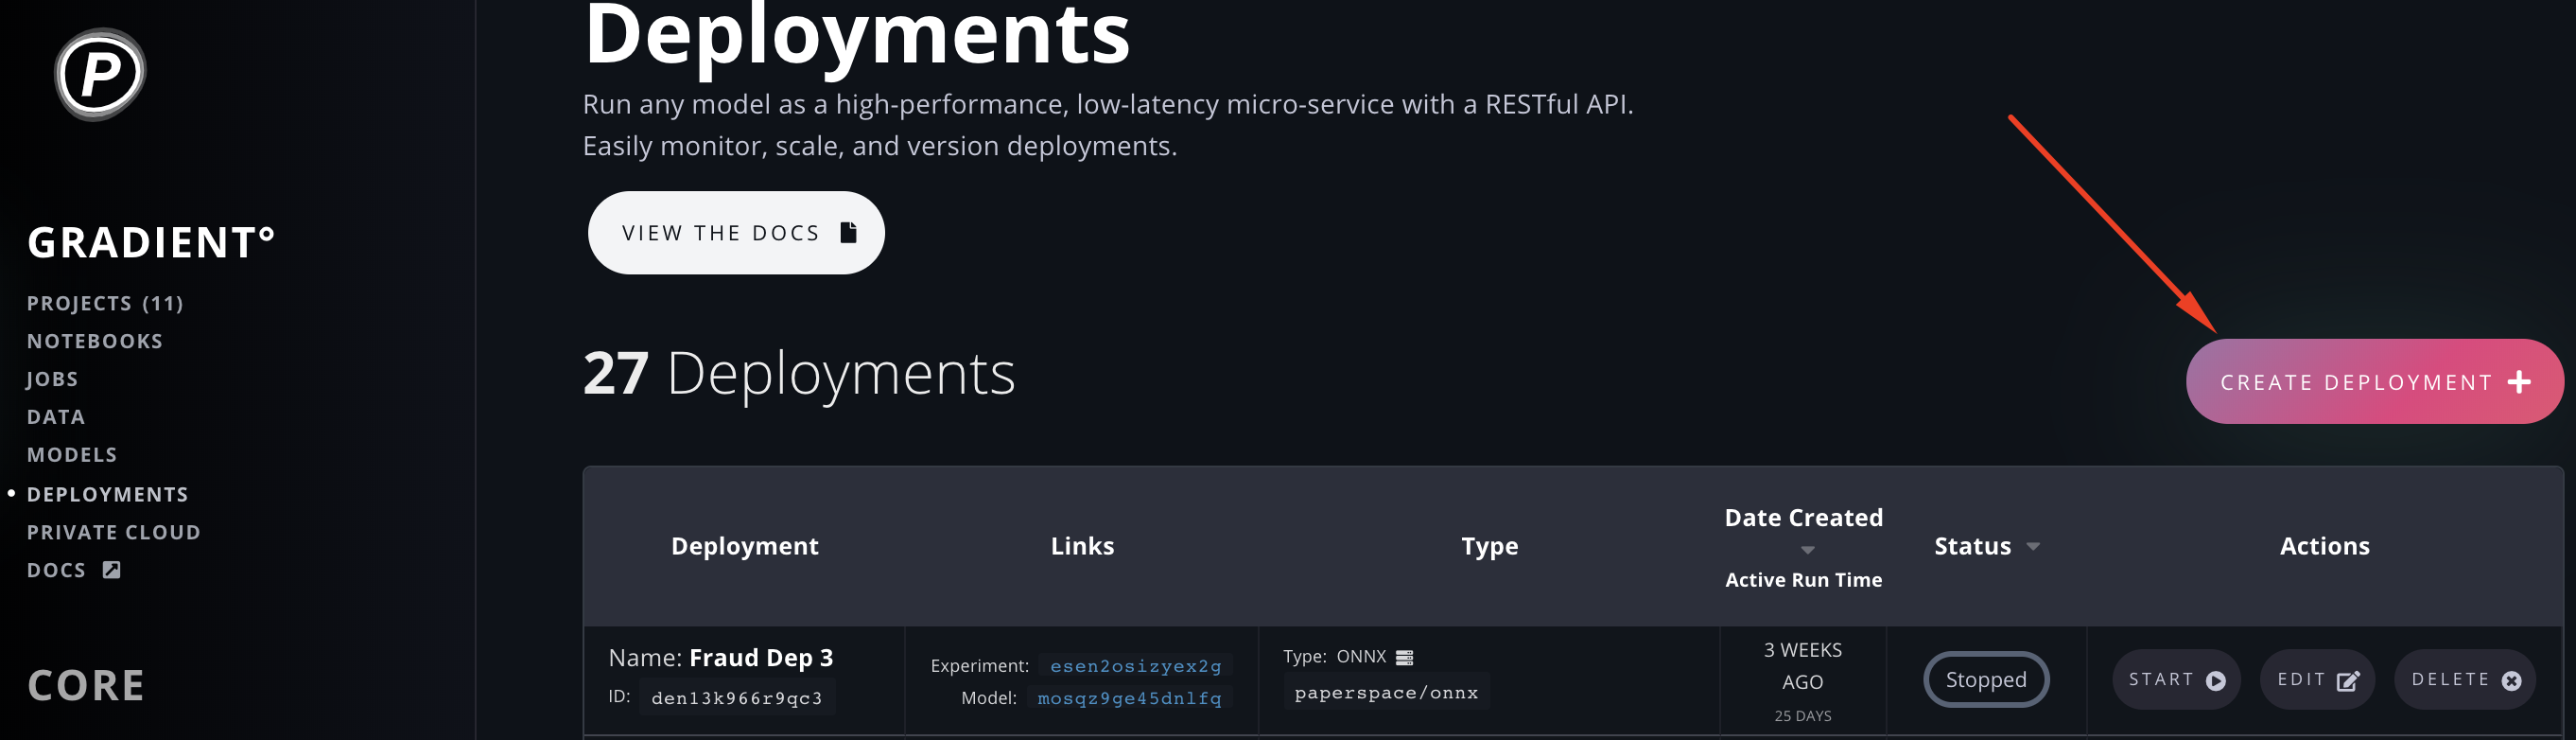 P
GRADIENT°
PROJECTS (11)
NOTEBOOKS
JOBS
DATA
MODELS
DEPLOYMENTS
PRIVATE CLOUD
DOCS
CORE
Deployments
Run any model as a high-performance, low-latency micro-service with a RESTful API.
Easily monitor, scale, and version deployments.
VIEW THE DOCS
27 Deployments
CREATE DEPLOYMENT
Deployment Links Type Date Created Status Actions
Active Run Time
Name: Fraud Dep 3
ID: den13k966r9qc3
Experiment: esen2osizyex2g
Model: mosqz9ge45dnlfq
Type: ONNX
paperspace/onnx
3 WEEKS
AGO
25 DAYS
Stopped
START EDIT DELETE